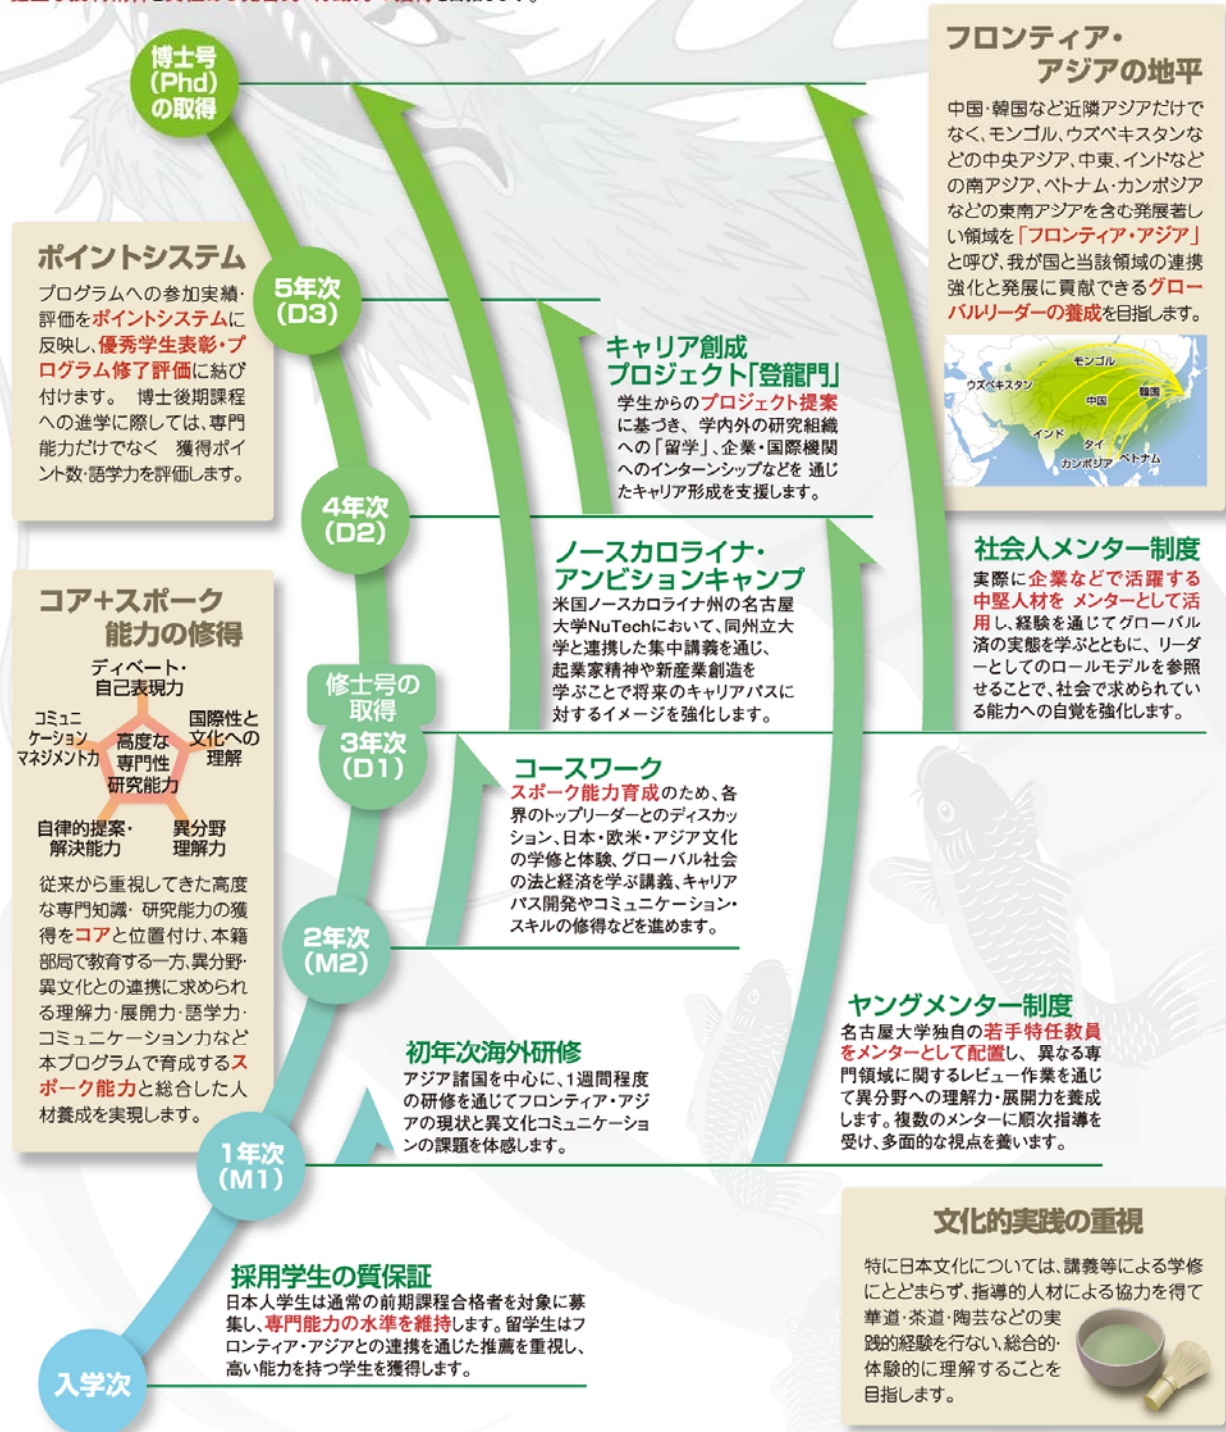 博士号
(Phd)
の取得
フロンティア・
アジアの地平
中国・韓国など近隣アジアだけで
なく、モンゴル、ウズベキスタンな
どの中央アジア、中東、インドなど
の南アジア、ベトナム・カンボジア
などの東南アジアを含む発展著し
い領域を「フロンティア・アジア」
と呼び、我が国と当該領域の連携
強化と発展に貢献できるグロー
バルリーダーの養成を目指します。
モンゴル
ウズベキスタン
中国
韓国
インド
タイ
カンボジア
ベトナム
ポイントシステム
プログラムへの参加実績・
評価をポイントシステムに
反映し、優秀学生表彰・プ
ログラム修了評価に結び
付けます。 博士後期課程
への進学に際しては、専門
能力だけでなく 獲得ポイ
ント数・語学力を評価します。
5年次
(D3)
キャリア創成
プロジェクト「登龍門」
学生からのプロジェクト提案
に基づき、学内外の研究組織
への「留学」、企業・国際機関
へのインターンシップなどを 通じ
たキャリア形成を支援します。
4年次
(D2)
ノースカロライナ・
アンビションキャンプ
米国ノースカロライナ州の名古屋
大学NuTechにおいて、同州立大
学と連携した集中講義を通じ、
起業家精神や新産業創造を
学ぶことで将来のキャリアパスに
対するイメージを強化します。
社会人メンター制度
実際に企業などで活躍する
中堅人材を メンターとして活
用し、経験を通じてグローバル
済の実態を学ぶとともに、リーダ
ーとしてのロールモデルを参照
せることで、社会で求められてい
る能力への自覚を強化します。
コア+スポーク
能力の修得
ディベート・
自己表現力
コミュニ
ケーション
マネジメント力
国際性と
文化への
理解
高度な
専門性
研究能力
自律的提案・
解決能力
異分野
理解力
従来から重視してきた高度
な専門知識・ 研究能力の獲
得をコアと位置付け、本籍
部局で教育する一方、異分野・
異文化との連携に求められ
る理解力・展開力・語学力・
コミュニケーション力など
本プログラムで育成するス
ポーク能力と総合した人
材養成を実現します。
修士号の
取得
3年次
(D1)
コースワーク
スポーク能力育成のため、各
界のトップリーダーとのディスカッ
ション、日本・欧米・アジア文化
の学修と体験、グローバル社会
の法と経済を学ぶ講義、キャリア
パス開発やコミュニケーション・
スキルの修得などを進めます。
2年次
(M2)
初年次海外研修
アジア諸国を中心に、1週間程度
の研修を通じてフロンティア・アジ
アの現状と異文化コミュニケーショ
ンの課題を体感します。
ヤングメンター制度
名古屋大学独自の若手特任教員
をメンターとして配置し、異なる専
門領域に関するレビュー作業を通じ
て異分野への理解力・展開力を養成
します。複数のメンターに順次指導を
受け、多面的な視点を養います。
1年次
(M1)
採用学生の質保証
日本人学生は通常の前期課程合格者を対象に募
集し、専門能力の水準を維持します。留学生はフ
ロンティア・アジアとの連携を通じた推薦を重視し、
高い能力を持つ学生を獲得します。
入学次
文化的実践の重視
特に日本文化については、講義等による学修
にとどまらず、指導的人材による協力を得て
華道・茶道・陶芸などの実
践的経験を行ない、総合的・
体験的に理解することを
目指します。